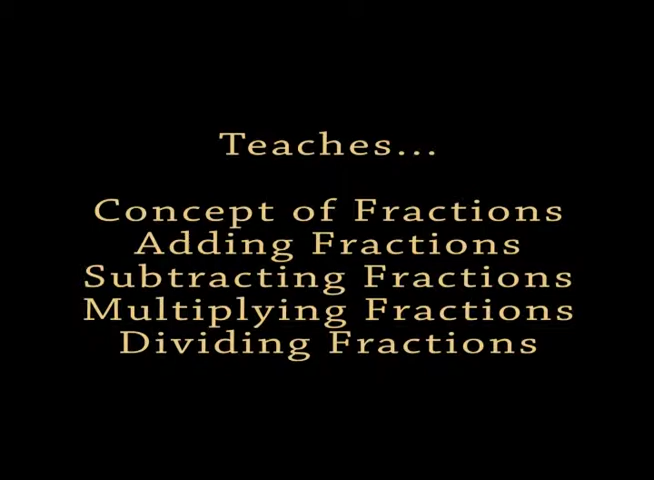 Teaches...
Concept of Fractions
Adding Fractions
Subtracting Fractions
Multiplying Fractions
Dividing Fractions